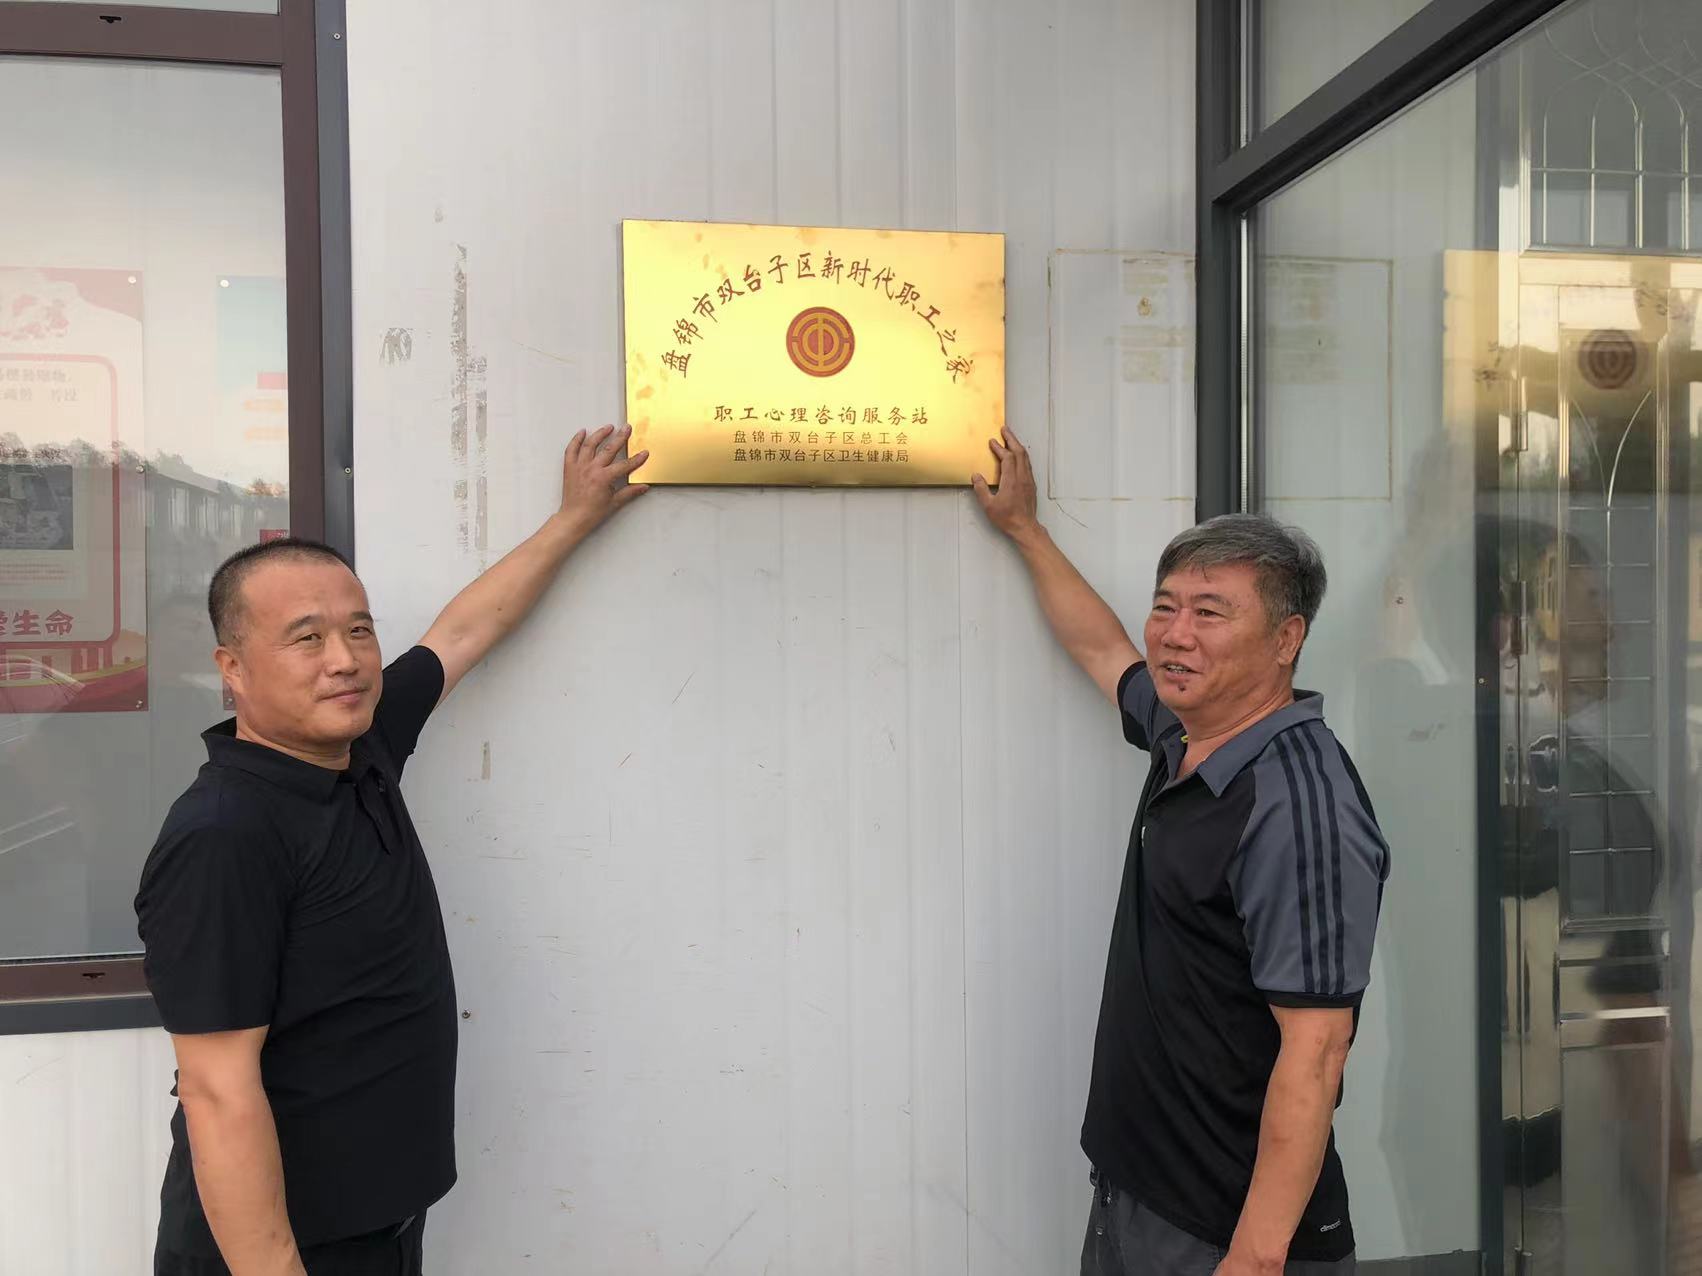 盘锦市双台子区新时代职工之家
职工心理咨询服务站
盘锦市双台子区总工会
盘锦市双台子区卫生健康局
生命